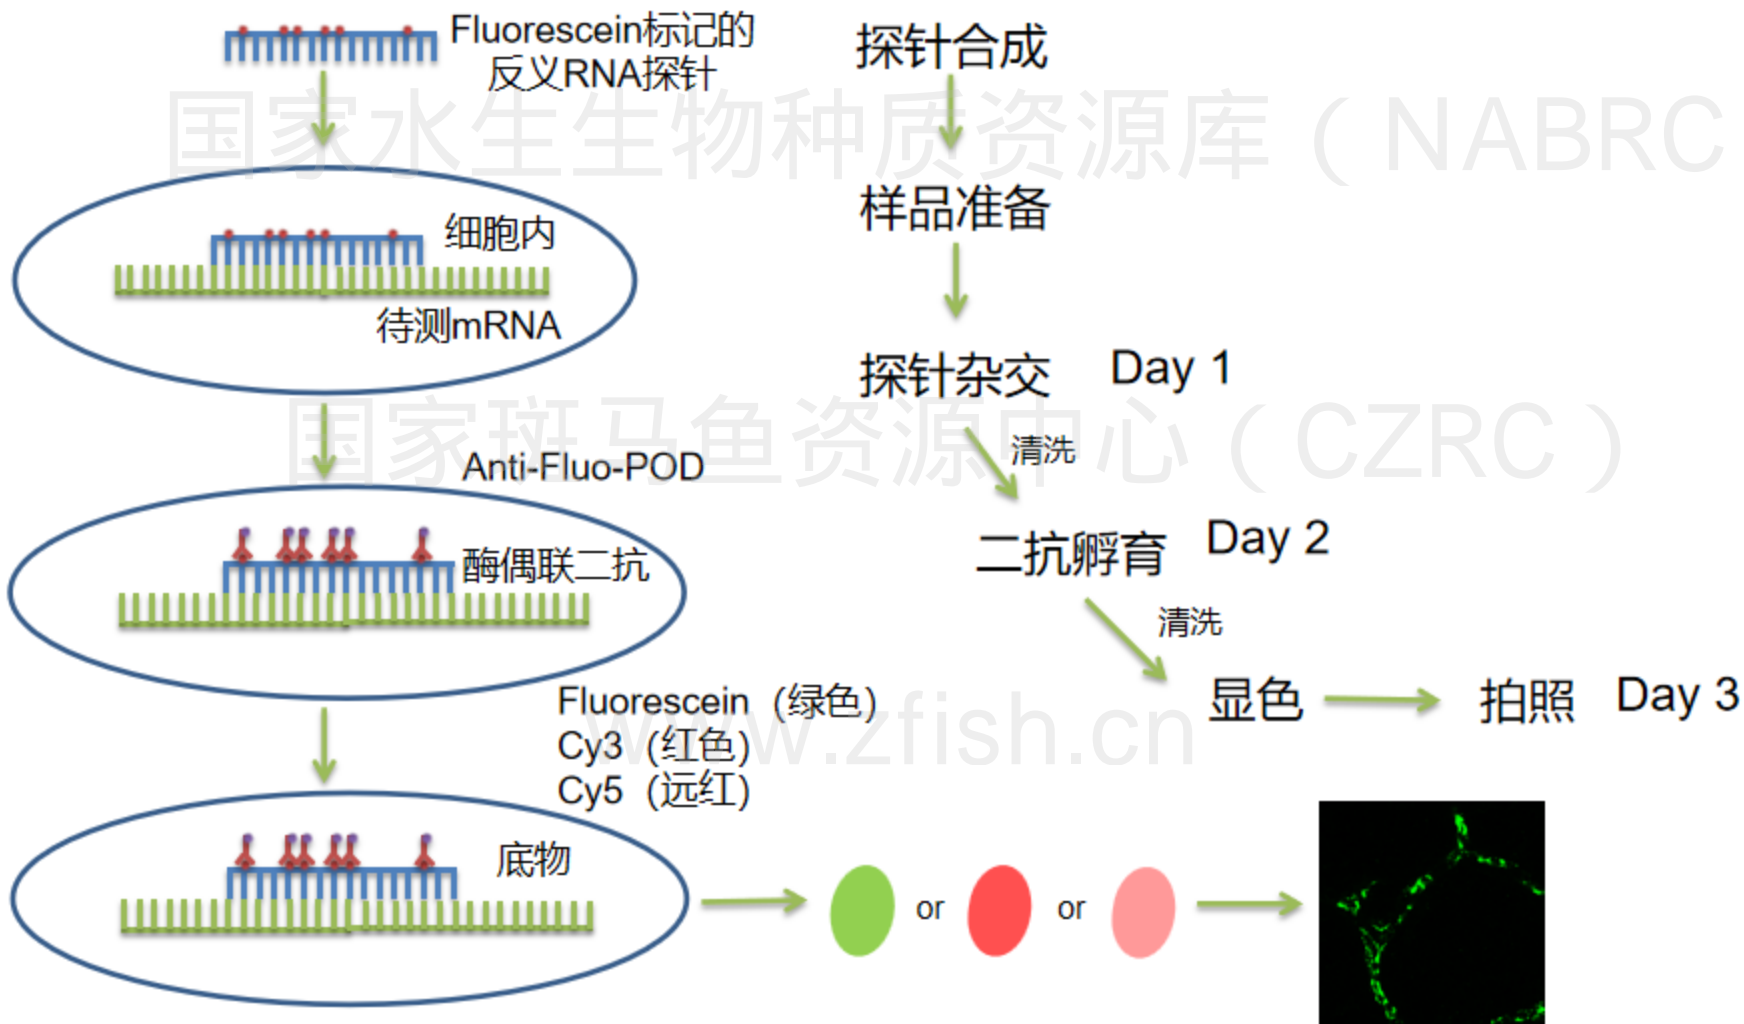 Fluorescein标记的
反义RNA探针
细胞内
待测mRNA
Anti-Fluo-POD
酶偶联二抗
Fluorescein（绿色）
Cy3（红色）
Cy5（远红）
底物
or
or
探针合成
样品准备
探针杂交
Day 1
清洗
二抗孵育
Day 2
清洗
显色
拍照
Day 3
国家水生生物种质资源库（NABRC
国家斑马鱼资源中心（CZRC）
www.zfish.cn